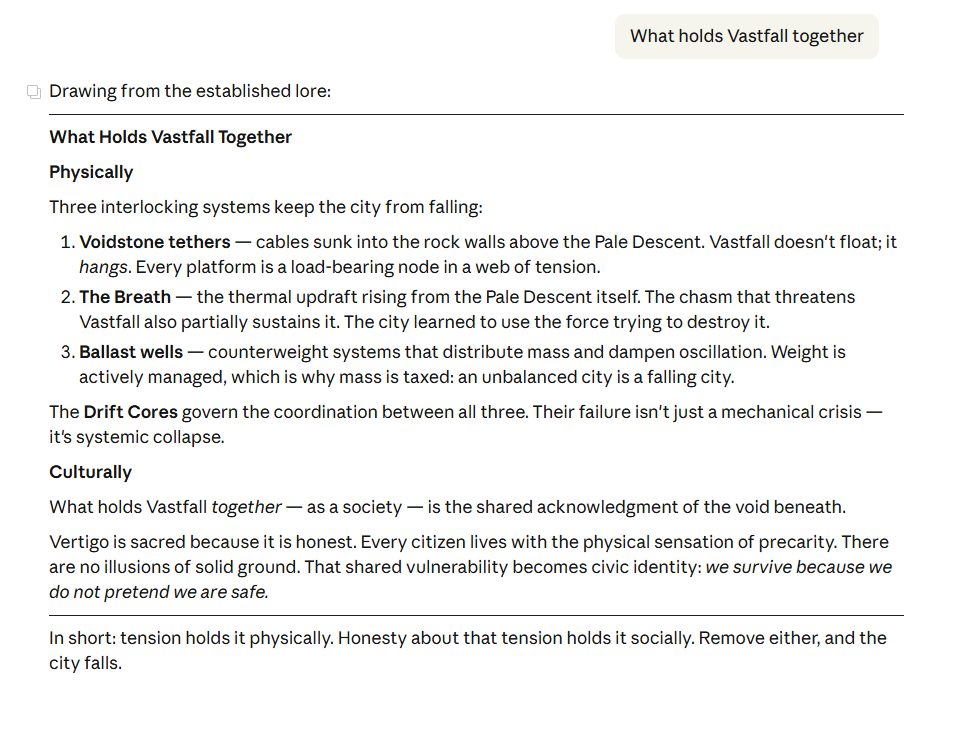 What holds Vastfall together
Drawing from the established lore:
What Holds Vastfall Together
Physically
Three interlocking systems keep the city from falling:
1. Voidstone tethers — cables sunk into the rock walls above the Pale Descent. Vastfall doesn't float; it
hangs. Every platform is a load-bearing node in a web of tension.
2. The Breath — the thermal updraft rising from the Pale Descent itself. The chasm that threatens
Vastfall also partially sustains it. The city learned to use the force trying to destroy it.
3. Ballast wells — counterweight systems that distribute mass and dampen oscillation. Weight is
actively managed, which is why mass is taxed: an unbalanced city is a falling city.
The Drift Cores govern the coordination between all three. Their failure isn't just a mechanical crisis —
it's systemic collapse.
Culturally
What holds Vastfall together — as a society — is the shared acknowledgment of the void beneath.
Vertigo is sacred because it is honest. Every citizen lives with the physical sensation of precarity. There
are no illusions of solid ground. That shared vulnerability becomes civic identity: we survive because we
do not pretend we are safe.
In short: tension holds it physically. Honesty about that tension holds it socially. Remove either, and the
city falls.